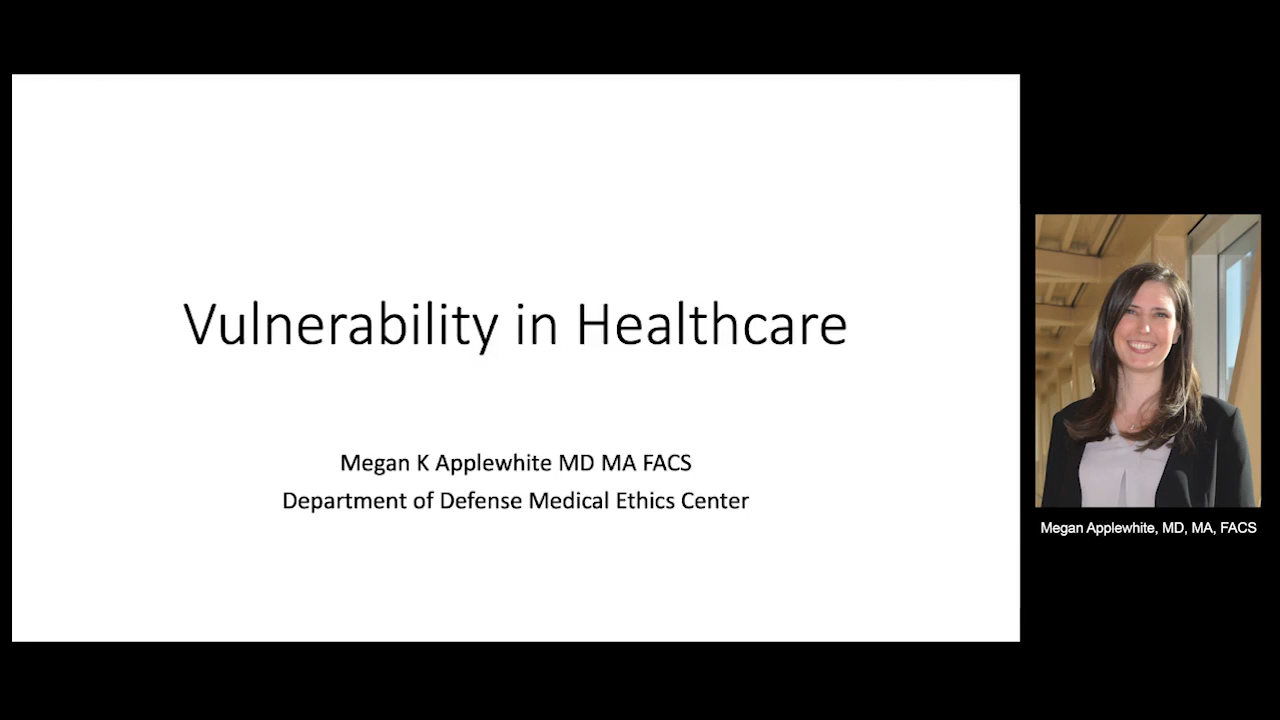 Vulnerability in Healthcare
Megan K Applewhite MD MA FACS
Department of Defense Medical Ethics Center
Megan Applewhite, MD, MA, FACS